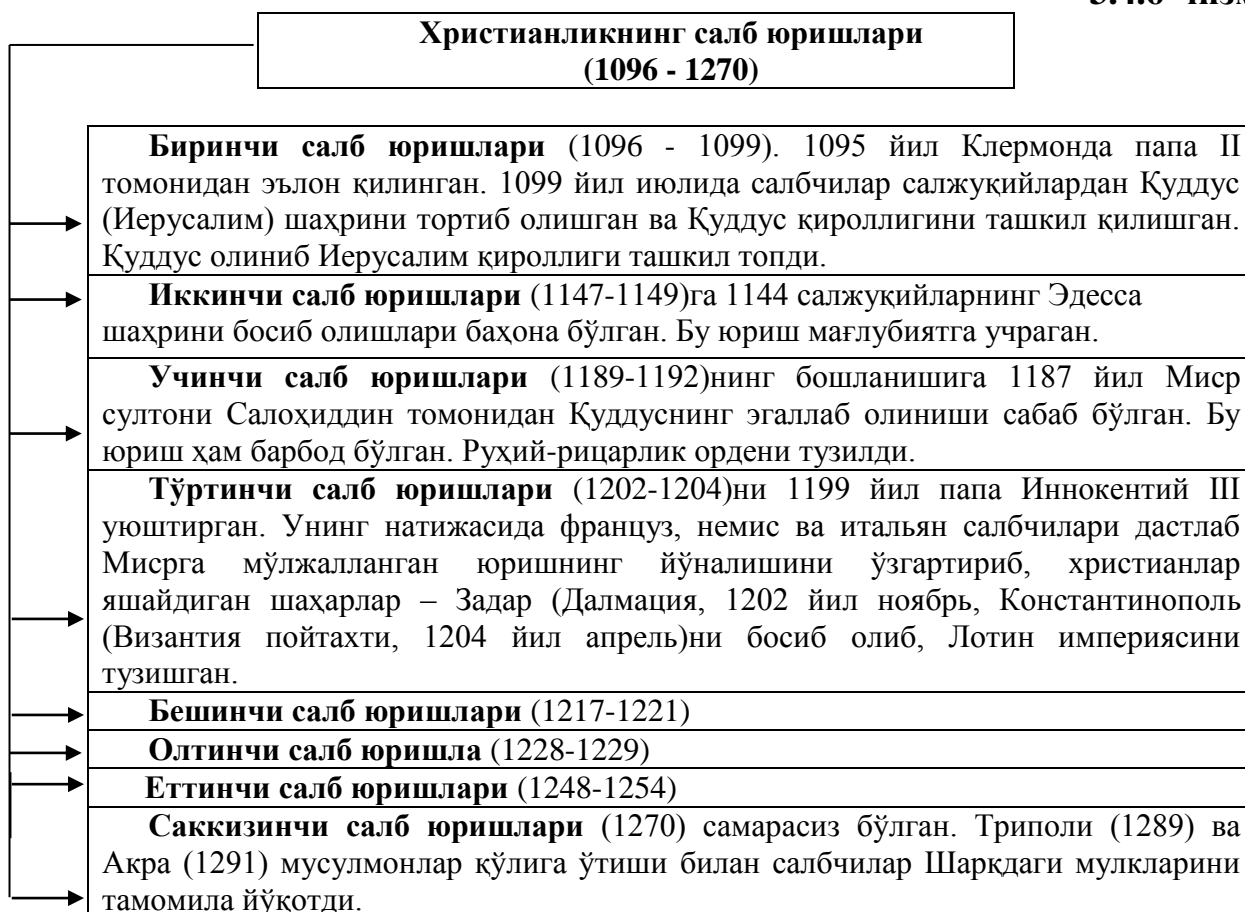 Христианликнинг салб юришлари
(1096 - 1270)
Биринчи салб юришлари (1096 - 1099). 1095 йил Клермонда папа II
томонидан эълон қилинган. 1099 йил июлида салбчилар салжуқийлардан Қуддус
(Иерусалим) шаҳрини тортиб олишган ва Қуддус қироллигини ташкил қилишган.
Қуддус олиниб Иерусалим қироллиги ташкил топди.
Иккинчи салб юришлари (1147-1149)га 1144 салжуқийларнинг Эдесса
шаҳрини босиб олишлари баҳона бўлган. Бу юриш мағлубиятга учраган.
Учинчи салб юришлари (1189-1192)нинг бошланишига 1187 йил Миср
султони Салоҳиддин томонидан Қуддуснинг эгаллаб олиниши сабаб бўлган. Бу
юриш ҳам барбод бўлган. Руҳий-рицарлик ордени тузилди.
Тўртинчи салб юришлари (1202-1204)ни 1199 йил папа Иннокентий III
уюштирган. Унинг натижасида француз, немис ва итальян салбчилари дастлаб
Мисрга мўлжалланган юришнинг йўналишини ўзгартириб, христианлар
яшайдиган шаҳарлар – Задар (Далмация, 1202 йил ноябрь, Константинополь
(Византия пойтахти, 1204 йил апрель)ни босиб олиб, Лотин империясини
тузишган.
Бешинчи салб юришлари (1217-1221)
Олтинчи салб юришла (1228-1229)
Еттинчи салб юришлари (1248-1254)
Саккизинчи салб юришлари (1270) самарасиз бўлган. Триполи (1289) ва
Акра (1291) мусулмонлар қўлига ўтиши билан салбчилар Шарқдаги мулкларини
тамомила йўқотди.